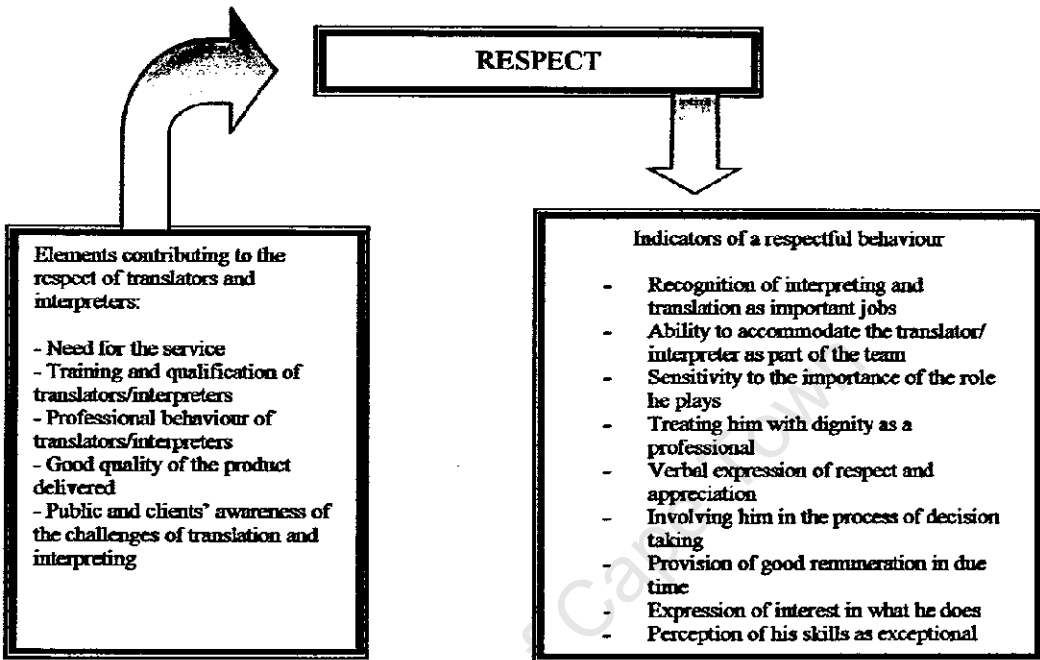 RESPECT
Elements contributing to the
respect of translators and
interpreters:
- Need for the service
- Training and qualification of
translators/interpreters
- Professional behaviour of
translators/interpreters
- Good quality of the product
delivered
- Public and clients' awareness of
the challenges of translation and
interpreting
Indicators of a respectful behaviour
- Recognition of interpreting and
translation as important jobs
- Ability to accommodate the translator/
interpreter as part of the team
- Sensitivity to the importance of the role
he plays
- Treating him with dignity as a
professional
- Verbal expression of respect and
appreciation
- Involving him in the process of decision
taking
- Provision of good remuneration in due
time
- Expression of interest in what he does
- Perception of his skills as exceptional
Cape Town